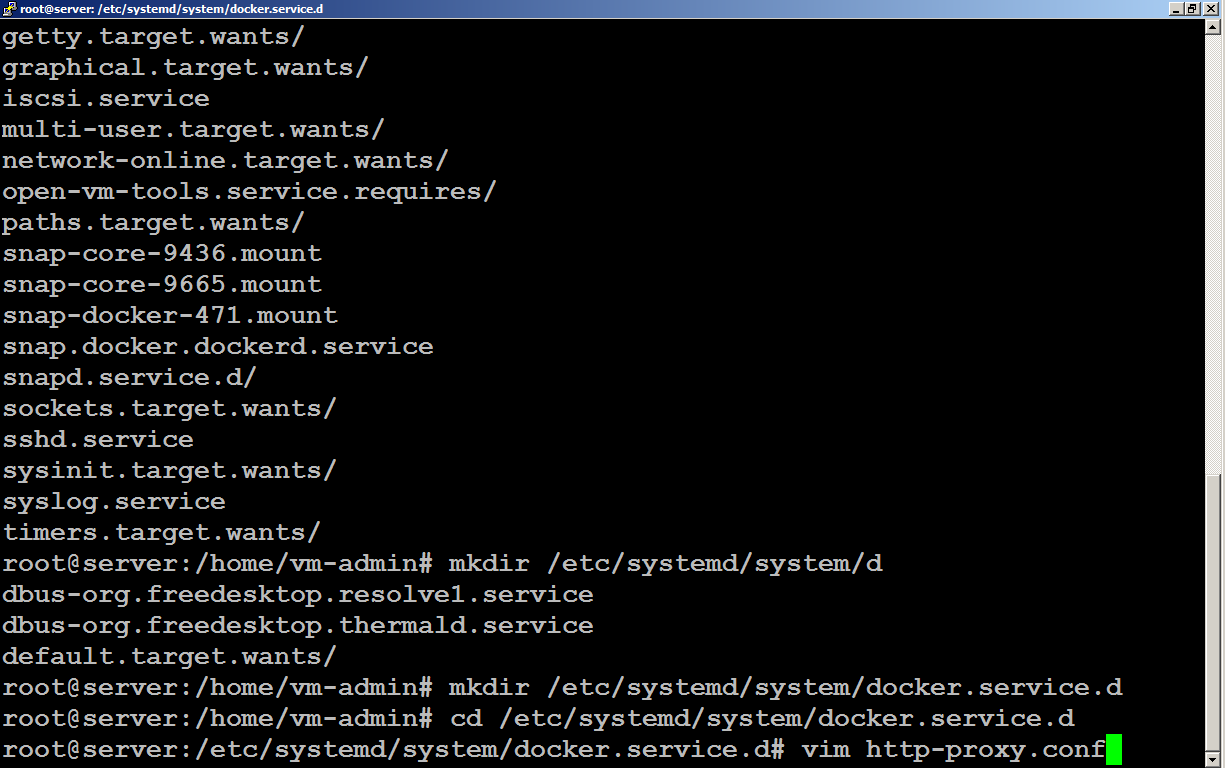 root@server: /etc/systemd/system/docker.service.d
getty.target.wants/
graphical.target.wants/
iscsi.service
multi-user.target.wants/
network-online.target.wants/
open-vm-tools.service.requires/
paths.target.wants/
snap-core-9436.mount
snap-core-9665.mount
snap-docker-471.mount
snap.docker.dockerd.service
snapd.service.d/
sockets.target.wants/
sshd.service
sysinit.target.wants/
syslog.service
timers.target.wants/
root@server:/home/vm-admin# mkdir /etc/systemd/system/d
dbus-org.freedesktop.resolve1.service
dbus-org.freedesktop.thermald.service
default.target.wants/
root@server:/home/vm-admin# mkdir /etc/systemd/system/docker.service.d
root@server:/home/vm-admin# cd /etc/systemd/system/docker.service.d
root@server:/etc/systemd/system/docker.service.d# vim http-proxy.conf